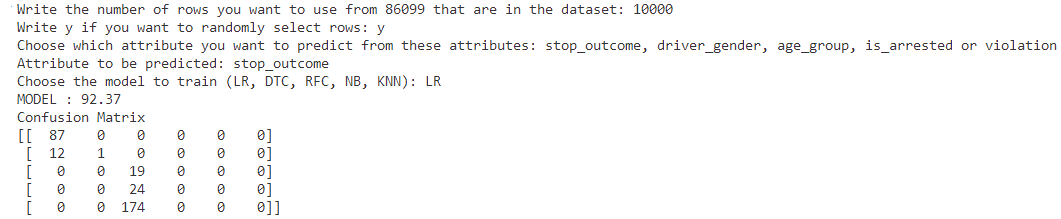 Write the number of rows you want to use from 86099 that are in the dataset: 10000
Write y if you want to randomly select rows: y
Choose which attribute you want to predict from these attributes: stop_outcome, driver_gender, age_group, is_arrested or violation
Attribute to be predicted: stop_outcome
Choose the model to train (LR, DTC, RFC, NB, KNN): LR
MODEL : 92.37
Confusion Matrix
[[  87    0    0    0    0    0]
 [  12    1    0    0    0    0]
 [   0    0   19    0    0    0]
 [   0    0   24    0    0    0]
 [   0    0  174    0    0    0]]